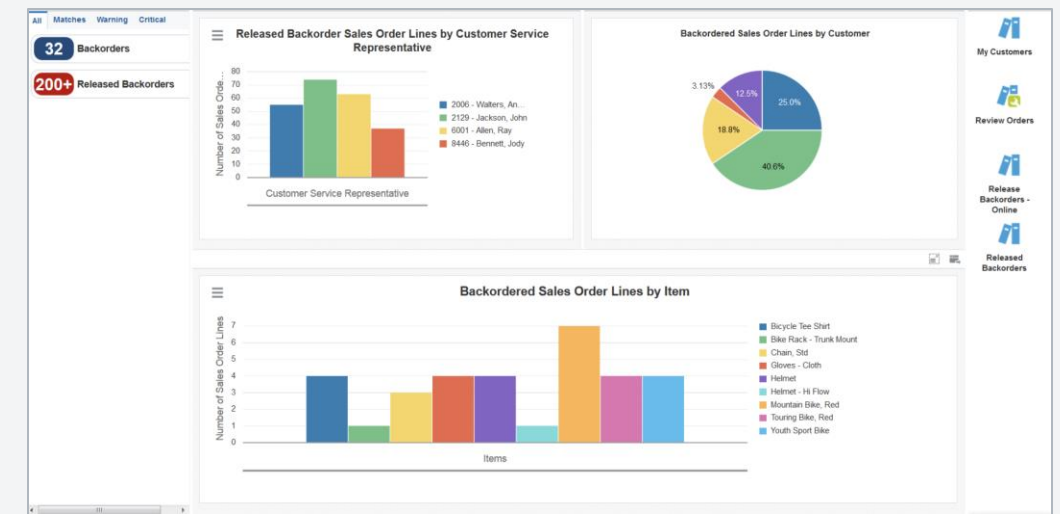 All Matches Warning Critical
32 Backorders
200+ Released Backorders
Released Backorder Sales Order Lines by Customer Service
Representative
Number of Sales Orde...
80
70
60
50
40
30
20
10
0
Customer Service Representative
2006 - Walters, An...
2129 - Jackson, John
6001 - Allen, Ray
8446 - Bennett, Jody
Backordered Sales Order Lines by Customer
3.13%
12.5%
25.0%
18.8%
40.6%
My Customers
Review Orders
Release
Backorders -
Online
Released
Backorders
Backordered Sales Order Lines by Item
Number of Sales Order Lines
7
6
5
4
3
2
1
0
Items
Bicycle Tee Shirt
Bike Rack - Trunk Mount
Chain, Std
Gloves - Cloth
Helmet
Helmet - Hi Flow
Mountain Bike, Red
Touring Bike, Red
Youth Sport Bike